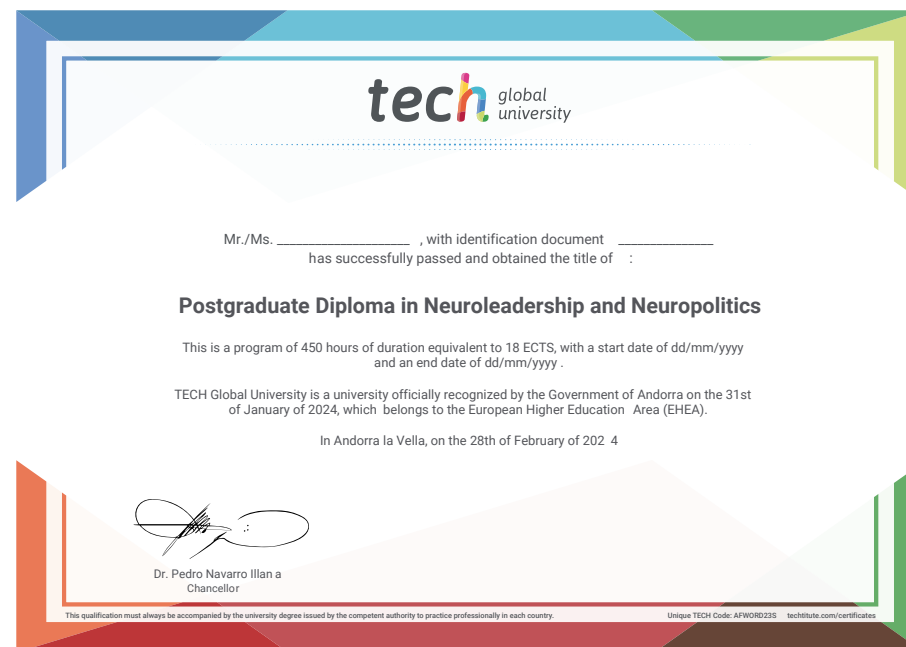 tech global
university
Mr./Ms. _____________________ , with identification document _______________
has successfully passed and obtained the title of :
Postgraduate Diploma in Neuroleadership and Neuropolitics
This is a program of 450 hours of duration equivalent to 18 ECTS, with a start date of dd/mm/yyyy
and an end date of dd/mm/yyyy .
TECH Global University is a university officially recognized by the Government of Andorra on the 31st
of January of 2024, which belongs to the European Higher Education Area (EHEA).
In Andorra la Vella, on the 28th of February of 202 4
Dr. Pedro Navarro Illan a
Chancellor
This qualification must always be accompanied by the university degree issued by the competent authority to practice professionally in each country.
Unique TECH Code: AFWORD23S techtitute.com/certificates